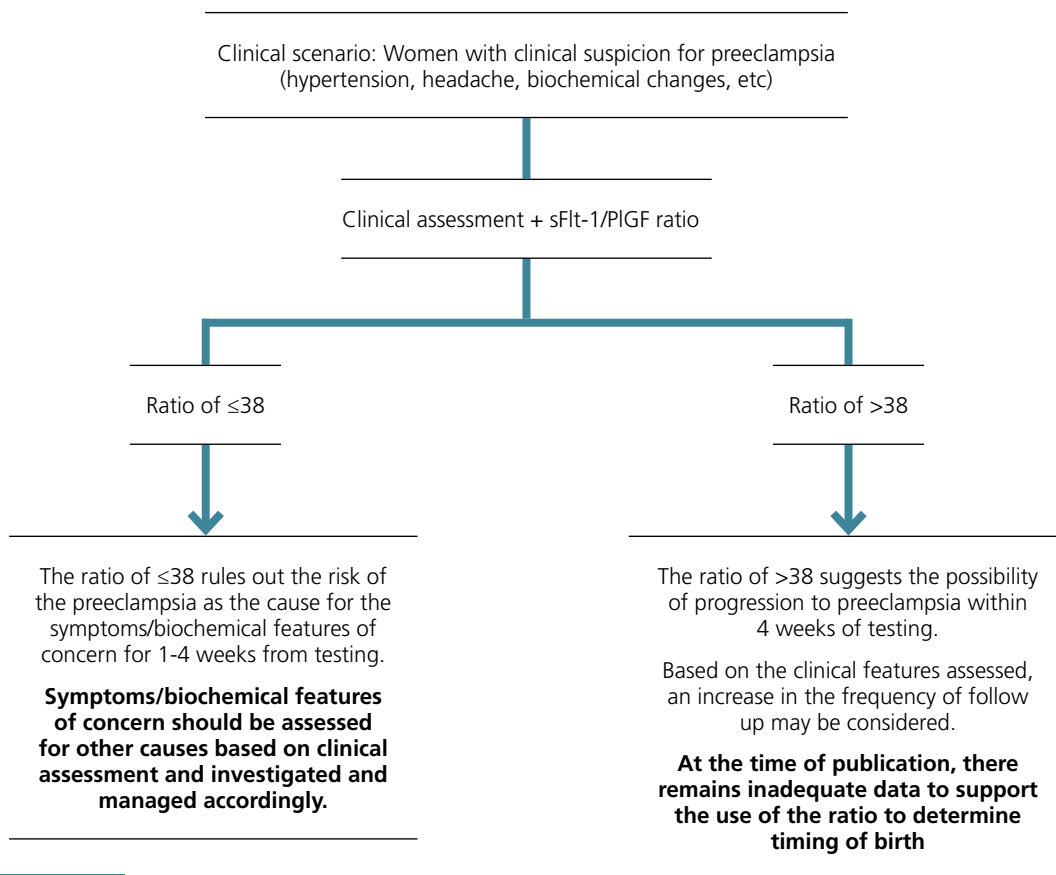 Clinical scenario: Women with clinical suspicion for preeclampsia
(hypertension, headache, biochemical changes, etc)
Clinical assessment + sFlt-1/PlGF ratio
Ratio of ≤38
Ratio of >38
The ratio of ≤38 rules out the risk of
the preeclampsia as the cause for the
symptoms/biochemical features of
concern for 1-4 weeks from testing.
Symptoms/biochemical features
of concern should be assessed
for other causes based on clinical
assessment and investigated and
managed accordingly.
The ratio of >38 suggests the possibility
of progression to preeclampsia within
4 weeks of testing.
Based on the clinical features assessed,
an increase in the frequency of follow
up may be considered.
At the time of publication, there
remains inadequate data to support
the use of the ratio to determine
timing of birth